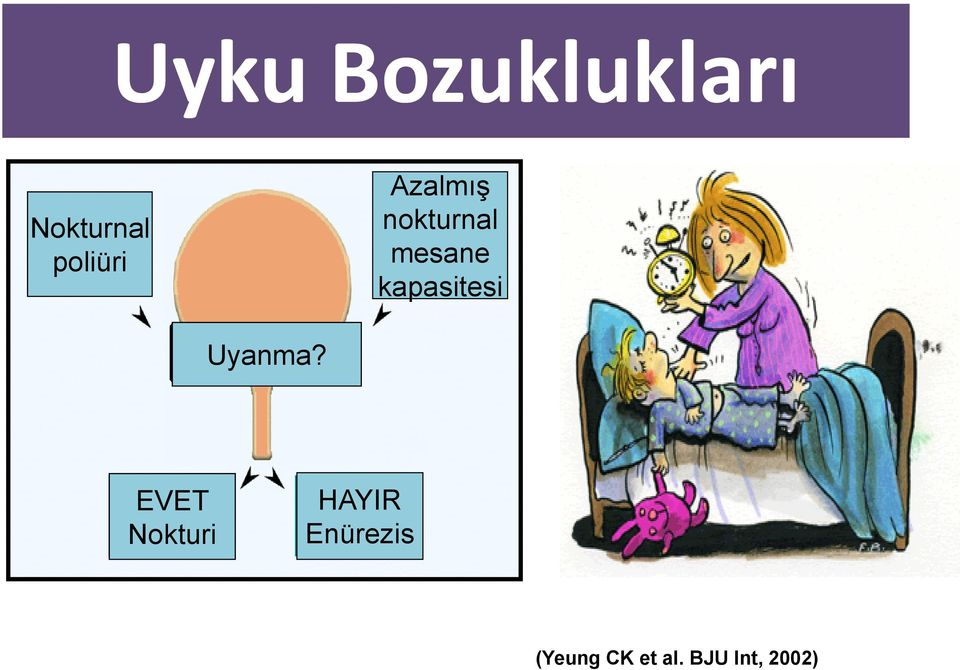 Uyku Bozuklukları
Nokturnal
poliüri
Azalmış
nokturnal
mesane
kapasitesi
Uyanma?
EVET
Nokturi
HAYIR
Enürezis
(Yeung CK et al. BJU Int, 2002)